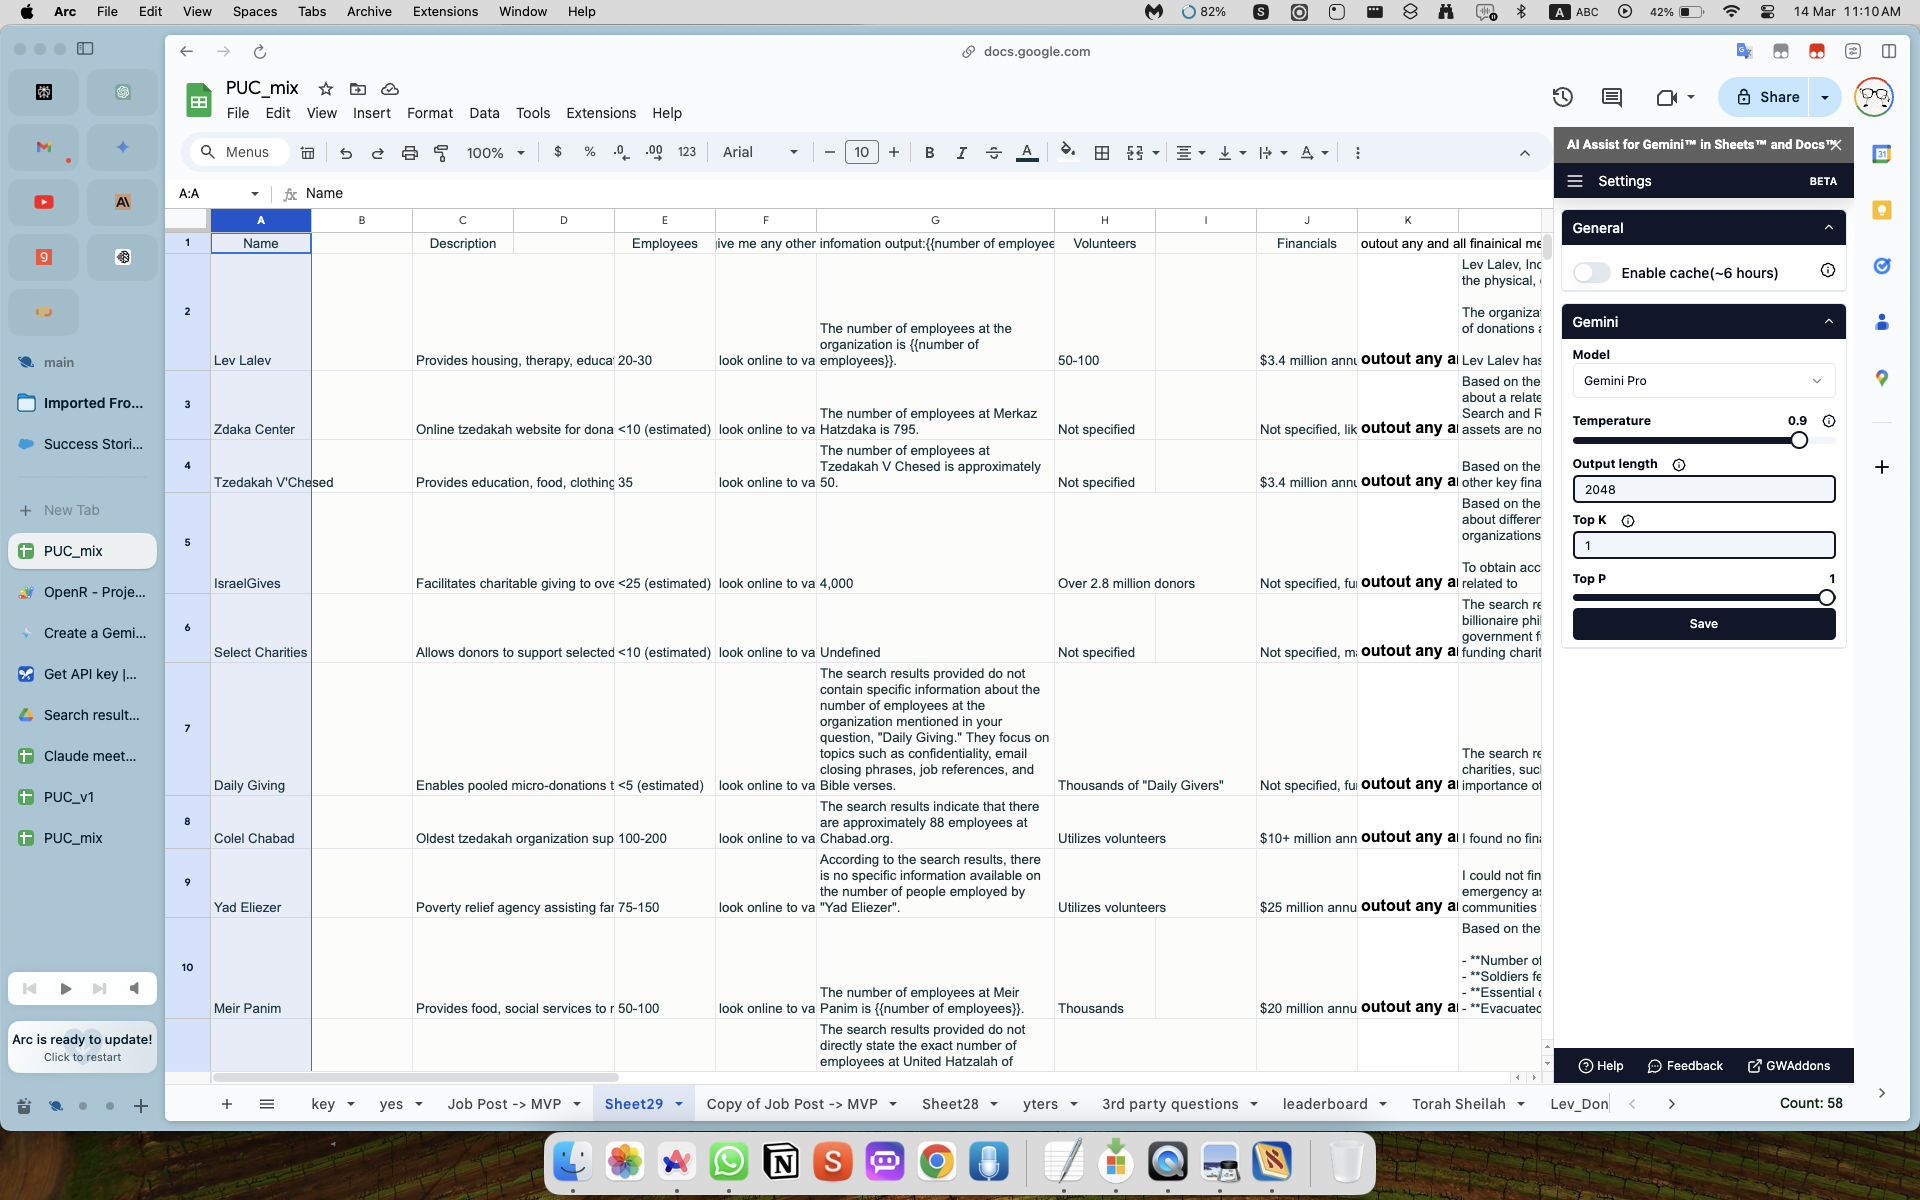 Arc File Edit View Spaces Tabs Archive Extensions Window Help
82% A ABC 42% 14 Mar 11:10 AM
docs.google.com
PUC_mix
File Edit View Insert Format Data Tools Extensions Help
Share
Menus 100% $ % .0 .00 123 Arial 10 B I A
A:A fx Name
A B C D E F G H I J K
1 Name Description Employees give me any other infomation output:{{number of employee Volunteers Financials outout any and all finainical me
Lev Lalev, Inc
the physical,
The organizat
The number of employees at the of donations a
organization is {{number of
2 Lev Lalev Provides housing, therapy, educat 20-30 look online to va employees}}. 50-100 $3.4 million annu outout any a Lev Lalev has
Based on the
about a relate
The number of employees at Merkaz Search and R
3 Zdaka Center Online tzedakah website for dona <10 (estimated) look online to va Hatzdaka is 795. Not specified Not specified, lik outout any a assets are no
The number of employees at
Tzedakah V Chesed is approximately Based on the
4 Tzedakah V'Chesed Provides education, food, clothing 35 look online to va 50. Not specified $3.4 million annu outout any a other key fina
Based on the
about differen
organizations
To obtain acc
5 IsraelGives Facilitates charitable giving to ove <25 (estimated) look online to va 4,000 Over 2.8 million donors Not specified, fu outout any a related to
The search re
billionaire phil
government fu
6 Select Charities Allows donors to support selected <10 (estimated) look online to va Undefined Not specified Not specified, m outout any a funding charit
The search results provided do not
contain specific information about the
number of employees at the
organization mentioned in your
question, "Daily Giving." They focus on
topics such as confidentiality, email The search re
closing phrases, job references, and charities, suc
7 Daily Giving Enables pooled micro-donations t <5 (estimated) look online to va Bible verses. Thousands of "Daily Givers" Not specified, fu outout any a importance of
The search results indicate that there
are approximately 88 employees at
8 Colel Chabad Oldest tzedakah organization sup 100-200 look online to va Chabad.org. Utilizes volunteers $10+ million ann outout any a I found no fina
According to the search results, there
is no specific information available on I could not fin
the number of people employed by emergency as
9 Yad Eliezer Poverty relief agency assisting far 75-150 look online to va "Yad Eliezer". Utilizes volunteers $25 million annu outout any a communities
Based on the
- **Number of
- **Soldiers fe
The number of employees at Meir - **Essential
10 Meir Panim Provides food, social services to r 50-100 look online to va Panim is {{number of employees}}. Thousands $20 million annu outout any a - **Evacuated
The search results provided do not
directly state the exact number of
employees at United Hatzalah of
key yes Job Post -> MVP Sheet29 Copy of Job Post -> MVP Sheet28 yters 3rd party questions leaderboard Torah Sheilah Lev_Don Count: 58
AI Assist for Gemini™ in Sheets™ and Docs™
Settings BETA
General
Enable cache(~6 hours)
Gemini
Model
Gemini Pro
Temperature 0.9
Output length
2048
Top K
1
Top P 1
Save
Help Feedback GWAddons
31
9
main
Imported Fro...
Success Stori...
New Tab
PUC_mix
OpenR - Proje...
Create a Gemi...
Get API key |...
Search result...
Claude meet...
PUC_v1
PUC_mix
Arc is ready to update!
Click to restart